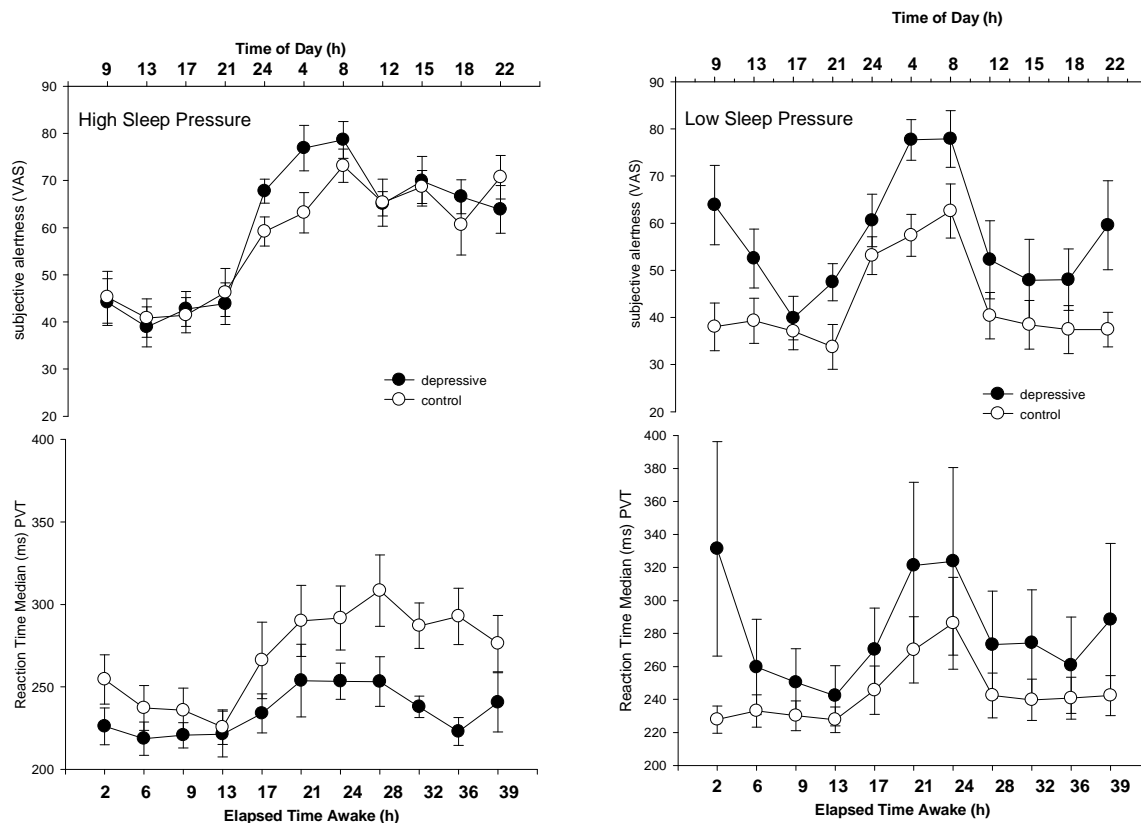 Time of Day (h)
9 13 17 21 24 4 8 12 15 18 22
90
80
70
60
50
40
30
20
subjective alertness (VAS)
High Sleep Pressure
depressive
control
400
350
300
250
200
Reaction Time Median (ms) PVT
2 6 9 13 17 21 24 28 32 36 39
Elapsed Time Awake (h)
Time of Day (h)
9 13 17 21 24 4 8 12 15 18 22
90
80
70
60
50
40
30
20
subjective alertness (VAS)
Low Sleep Pressure
depressive
control
400
380
360
340
320
300
280
260
240
220
200
Reaction Time Median (ms) PVT
2 6 9 13 17 21 24 28 32 36 39
Elapsed Time Awake (h)